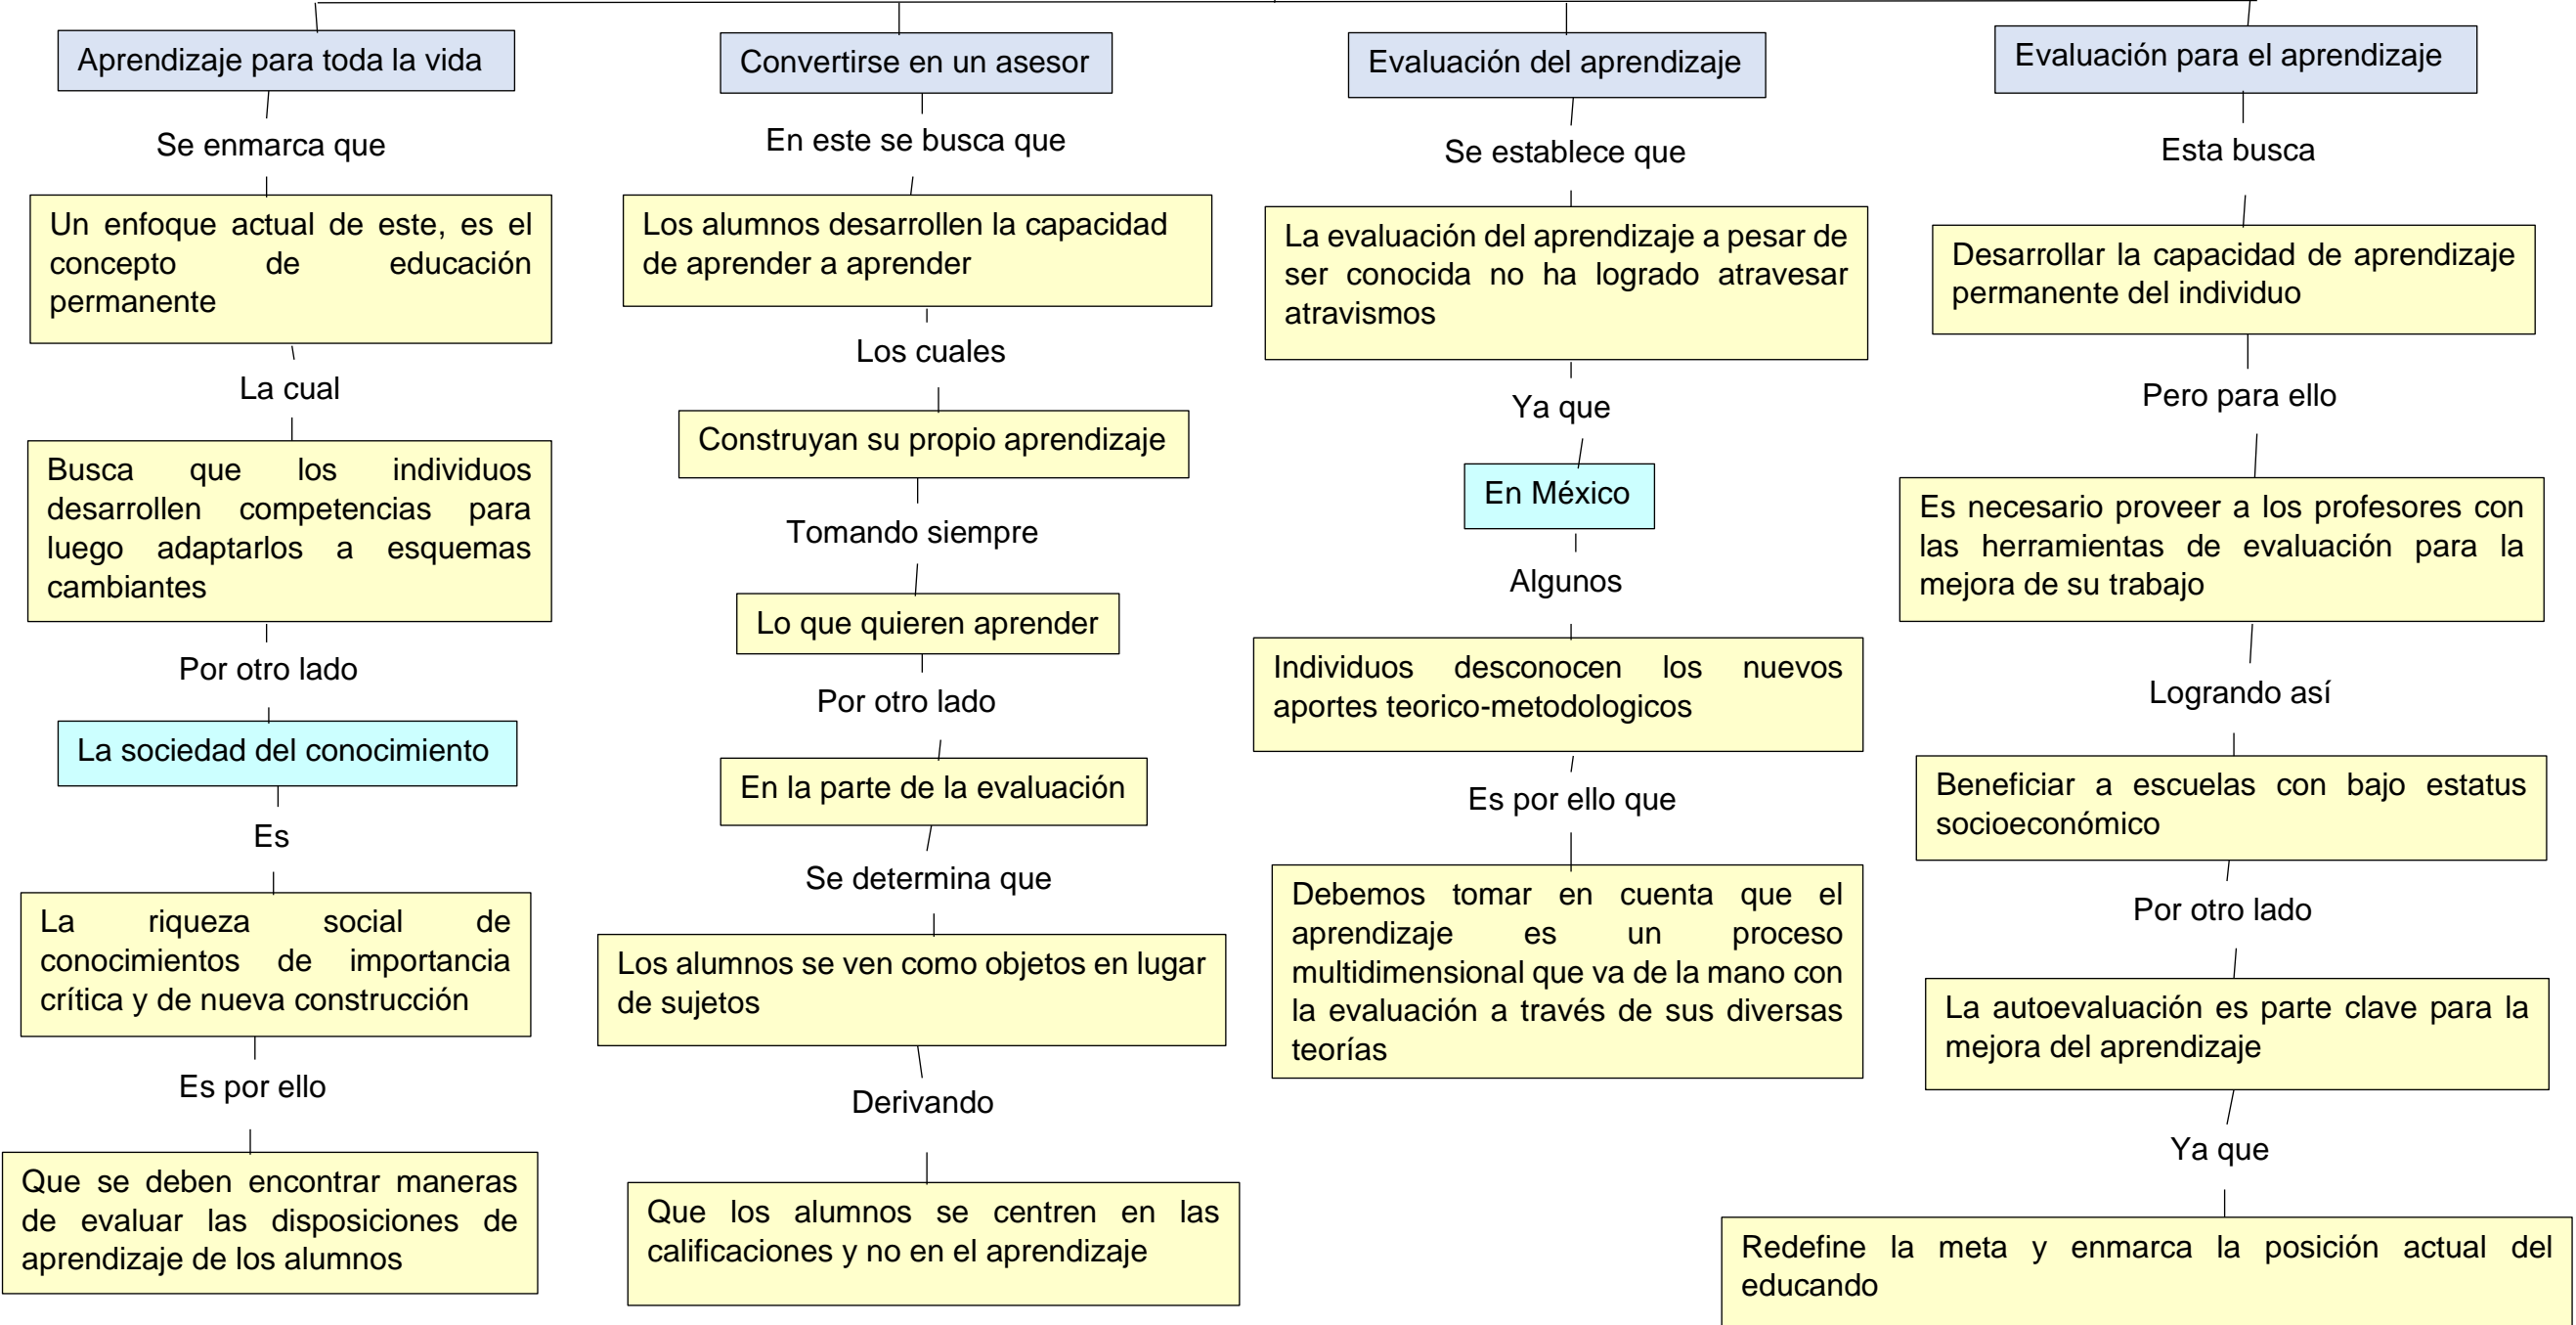 Aprendizaje para toda la vida
Se enmarca que
Un enfoque actual de este, es el
concepto de educación
permanente
La cual
Busca que los individuos
desarrollen competencias para
luego adaptarlos a esquemas
cambiantes
Por otro lado
La sociedad del conocimiento
Es
La riqueza social de
conocimientos de importancia
crítica y de nueva construcción
Es por ello
Que se deben encontrar maneras
de evaluar las disposiciones de
aprendizaje de los alumnos
Convertirse en un asesor
En este se busca que
Los alumnos desarrollen la capacidad
de aprender a aprender
Los cuales
Construyan su propio aprendizaje
Tomando siempre
Lo que quieren aprender
Por otro lado
En la parte de la evaluación
Se determina que
Los alumnos se ven como objetos en lugar
de sujetos
Derivando
Que los alumnos se centren en las
calificaciones y no en el aprendizaje
Evaluación del aprendizaje
Se establece que
La evaluación del aprendizaje a pesar de
ser conocida no ha logrado atravesar
atravismos
Ya que
En México
Algunos
Individuos desconocen los nuevos
aportes teorico-metodologicos
Es por ello que
Debemos tomar en cuenta que el
aprendizaje es un proceso
multidimensional que va de la mano con
la evaluación a través de sus diversas
teorías
Evaluación para el aprendizaje
Esta busca
Desarrollar la capacidad de aprendizaje
permanente del individuo
Pero para ello
Es necesario proveer a los profesores con
las herramientas de evaluación para la
mejora de su trabajo
Logrando así
Beneficiar a escuelas con bajo estatus
socioeconómico
Por otro lado
La autoevaluación es parte clave para la
mejora del aprendizaje
Ya que
Redefine la meta y enmarca la posición actual del
educando